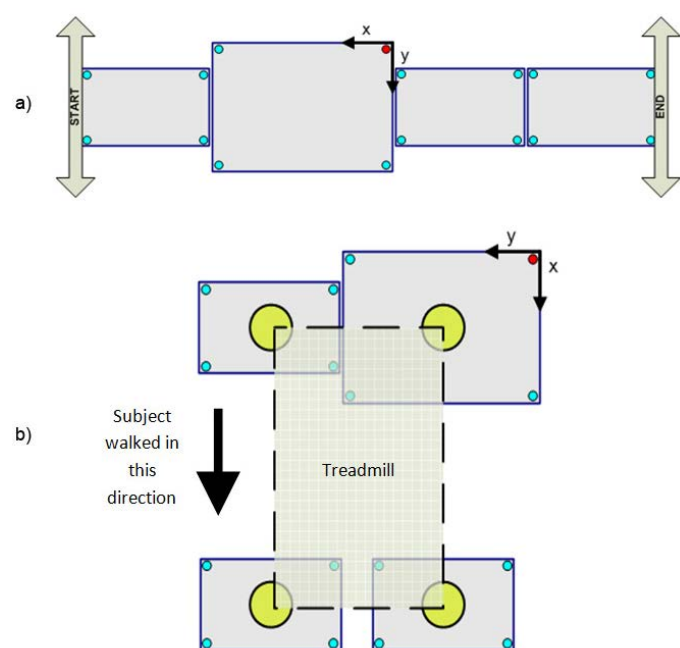 x
y
a)
START
END
y
x
Subject
walked in
this
direction
b)
Treadmill